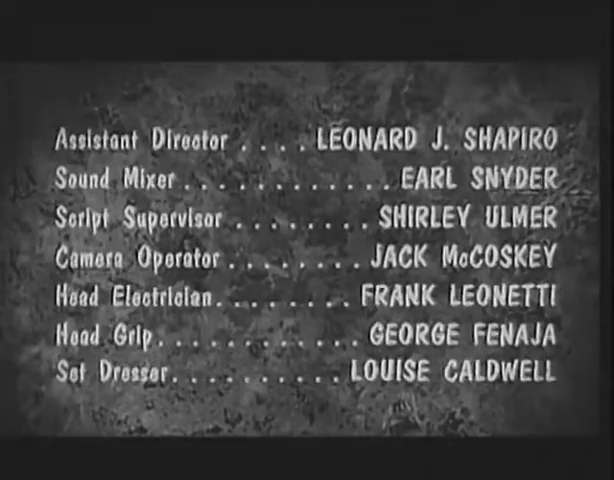 Assistant Director . . . . LEONARD J. SHAPIRO
Sound Mixer . . . . . . . . . . . . EARL SNYDER
Script Supervisor . . . . . . . . SHIRLEY ULMER
Camera Operator . . . . . . . . JACK McCOSKEY
Head Electrician. . . . . . . . FRANK LEONETTI
Head Grip. . . . . . . . . . . . GEORGE FENAJA
Set Dresser. . . . . . . . . . LOUISE CALDWELL